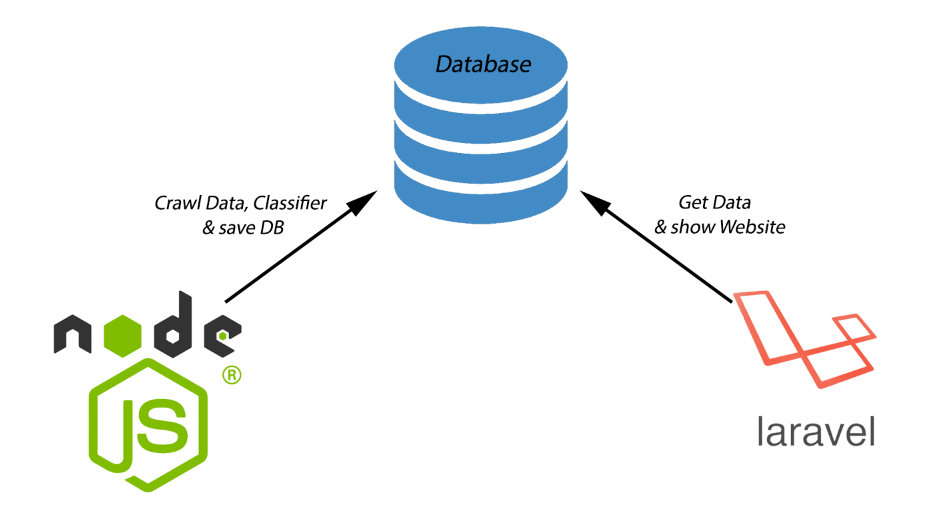 Database
Crawl Data, Classifier
& save DB
Get Data
& show Website
node
JS
®
laravel